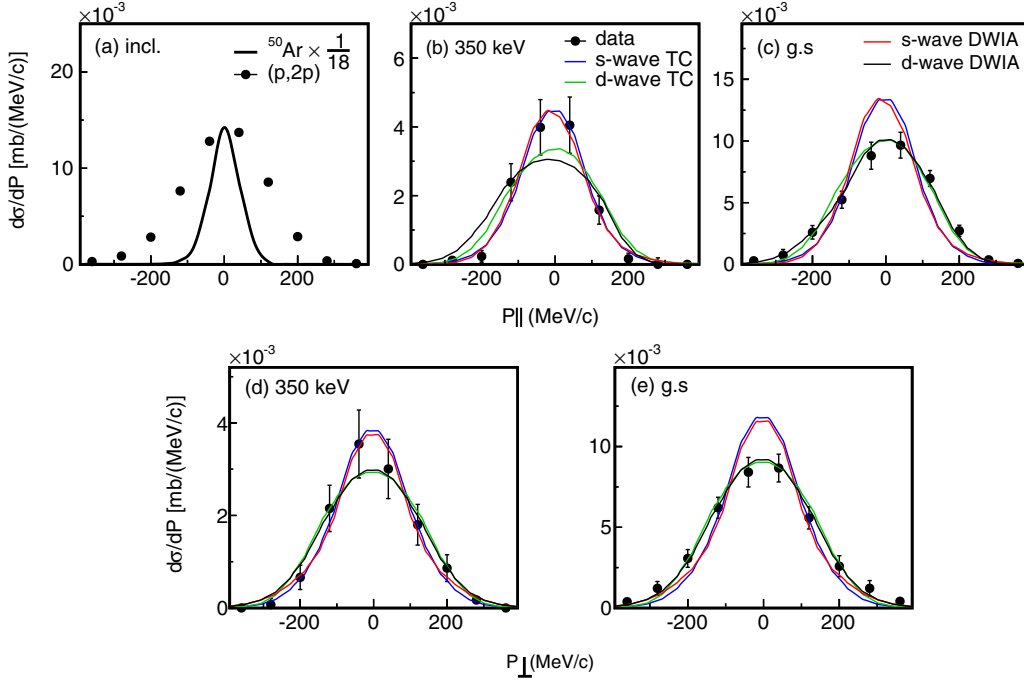 ×10⁻³
(a) incl.
⁵⁰Ar × 1/18
(p,2p)
20
10
0
-200 0 200
dσ/dP [mb/(MeV/c)]
×10⁻³
(b) 350 keV
data
s-wave TC
d-wave TC
6
4
2
0
-200 0 200
×10⁻³
(c) g.s
s-wave DWIA
d-wave DWIA
15
10
5
0
-200 0 200
P|| (MeV/c)
×10⁻³
(d) 350 keV
4
2
0
-200 0 200
dσ/dP [mb/(MeV/c)]
×10⁻³
(e) g.s
10
5
0
-200 0 200
P⊥(MeV/c)